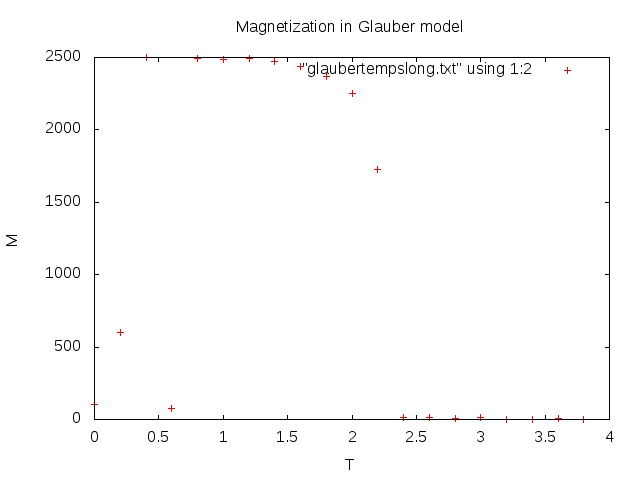 Magnetization in Glauber model
"glaubertempslong.txt" using 1:2
2500
2000
1500
1000
500
0
M
0 0.5 1 1.5 2 2.5 3 3.5 4
T